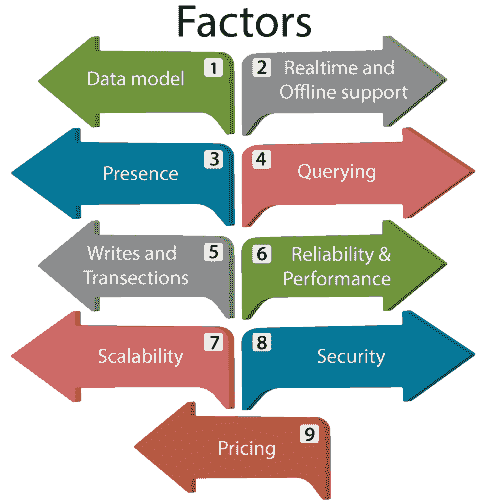 Factors
Data model 1
2 Realtime and
Offline support
Presence 3
4 Querying
Writes and 5
Transections
6 Reliability &
Performance
Scalability 7
8 Security
Pricing 9